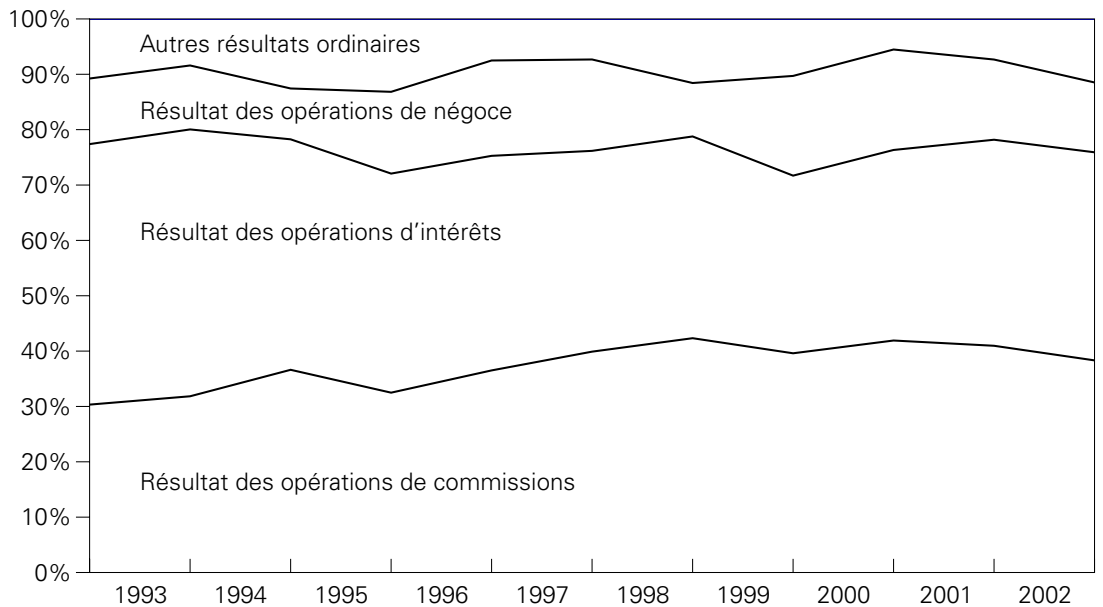 100%
Autres résultats ordinaires
90%
Résultat des opérations de négoce
80%
70%
Résultat des opérations d'intérêts
60%
50%
40%
30%
20%
Résultat des opérations de commissions
10%
0%
1993 1994 1995 1996 1997 1998 1999 2000 2001 2002